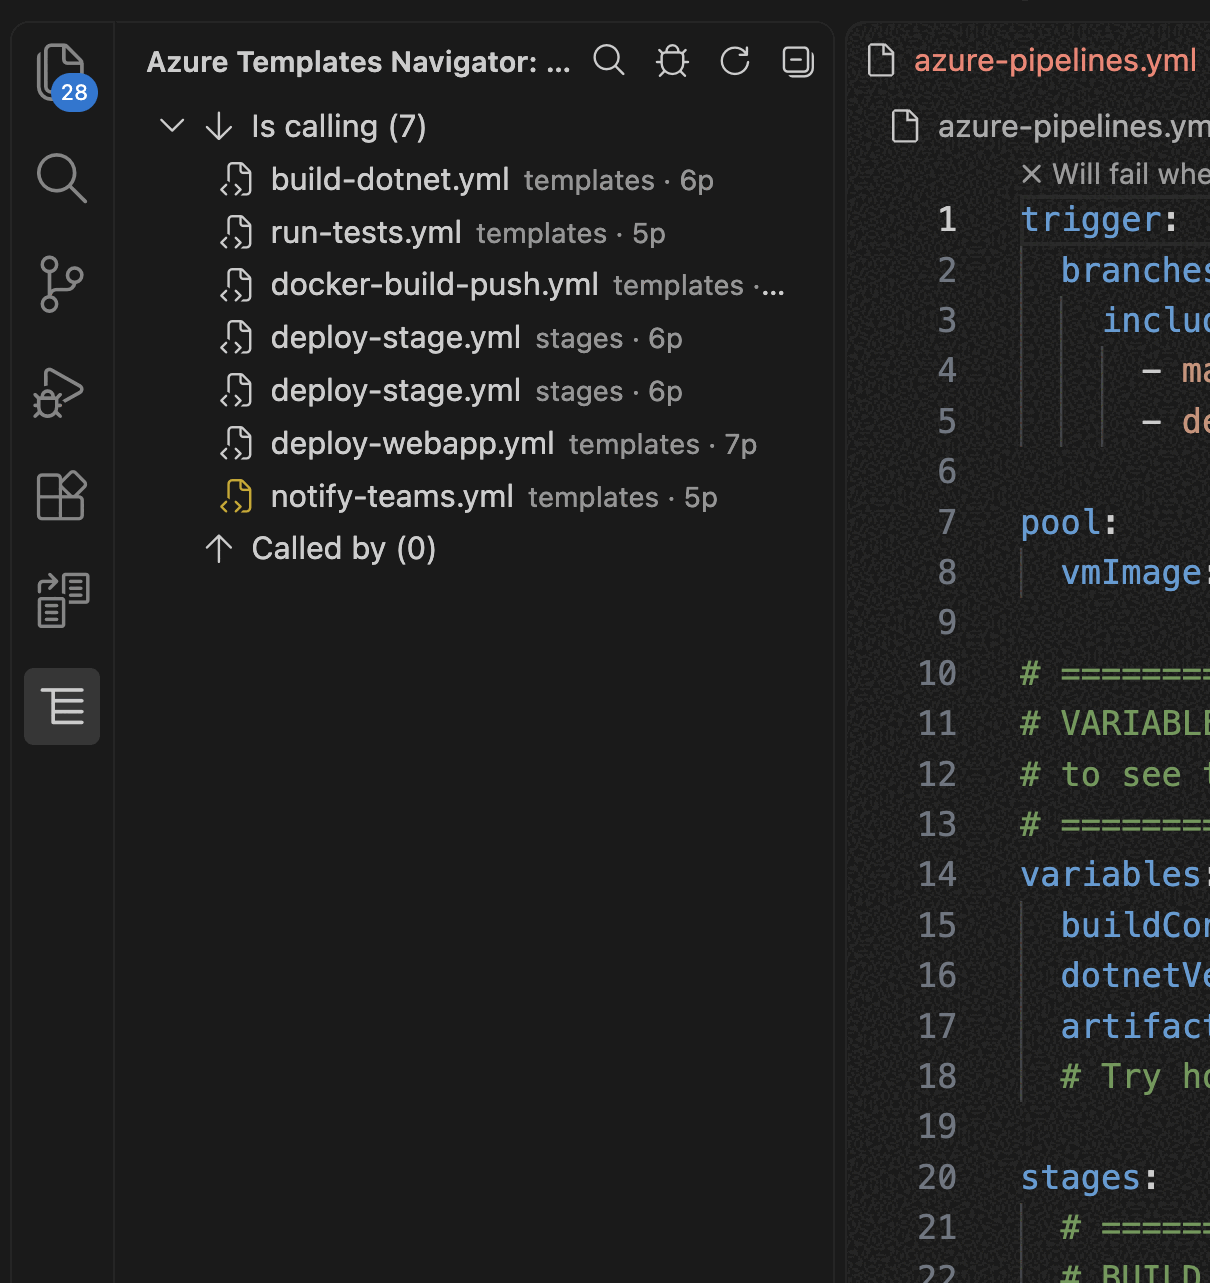 28
Azure Templates Navigator: ...
Is calling (7)
build-dotnet.yml templates · 6p
run-tests.yml templates · 5p
docker-build-push.yml templates ·...
deploy-stage.yml stages · 6p
deploy-stage.yml stages · 6p
deploy-webapp.yml templates · 7p
notify-teams.yml templates · 5p
Called by (0)
azure-pipelines.yml
azure-pipelines.ym
× Will fail whe
1 trigger:
2 branches
3 includ
4 - ma
5 - de
6
7 pool:
8 vmImage:
9
10 # ========
11 # VARIABLE
12 # to see t
13 # ========
14 variables:
15 buildCon
16 dotnetVe
17 artifact
18 # Try ho
19
20 stages:
21 # ======
22 # BUILD